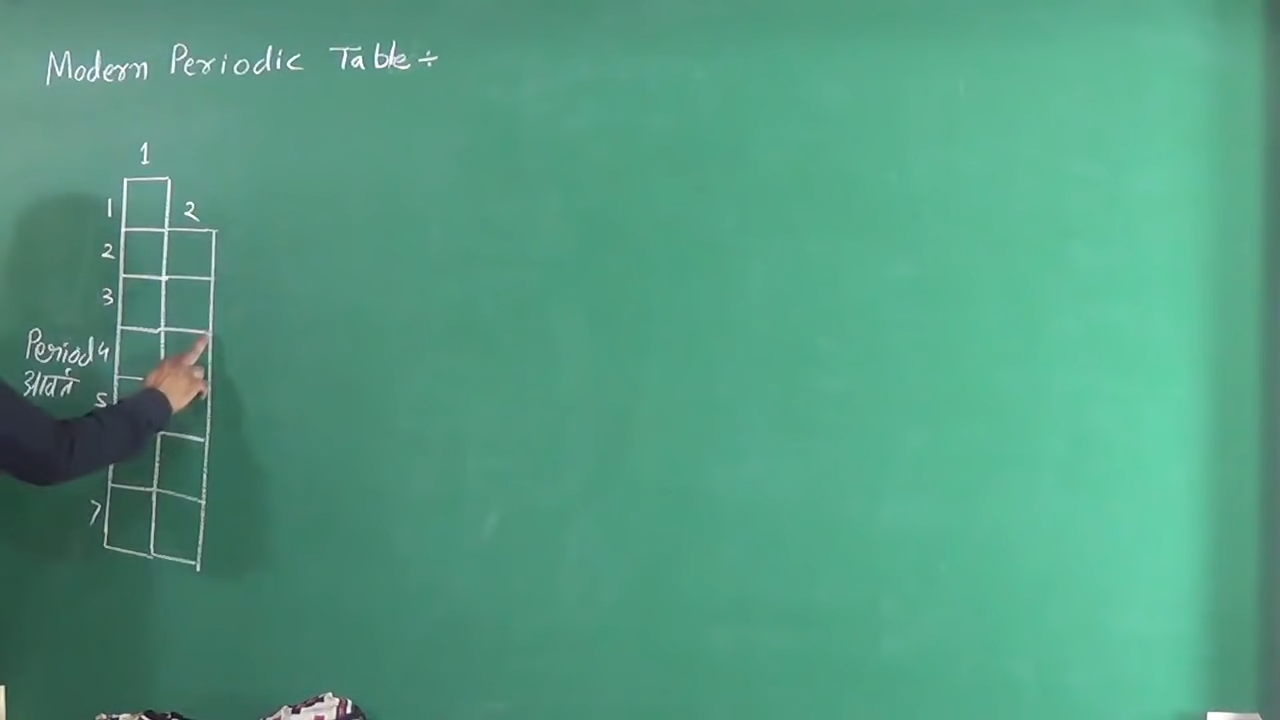 Modern Periodic Table÷
1
1 2
2
3
Period 4
आवर्त
5
7